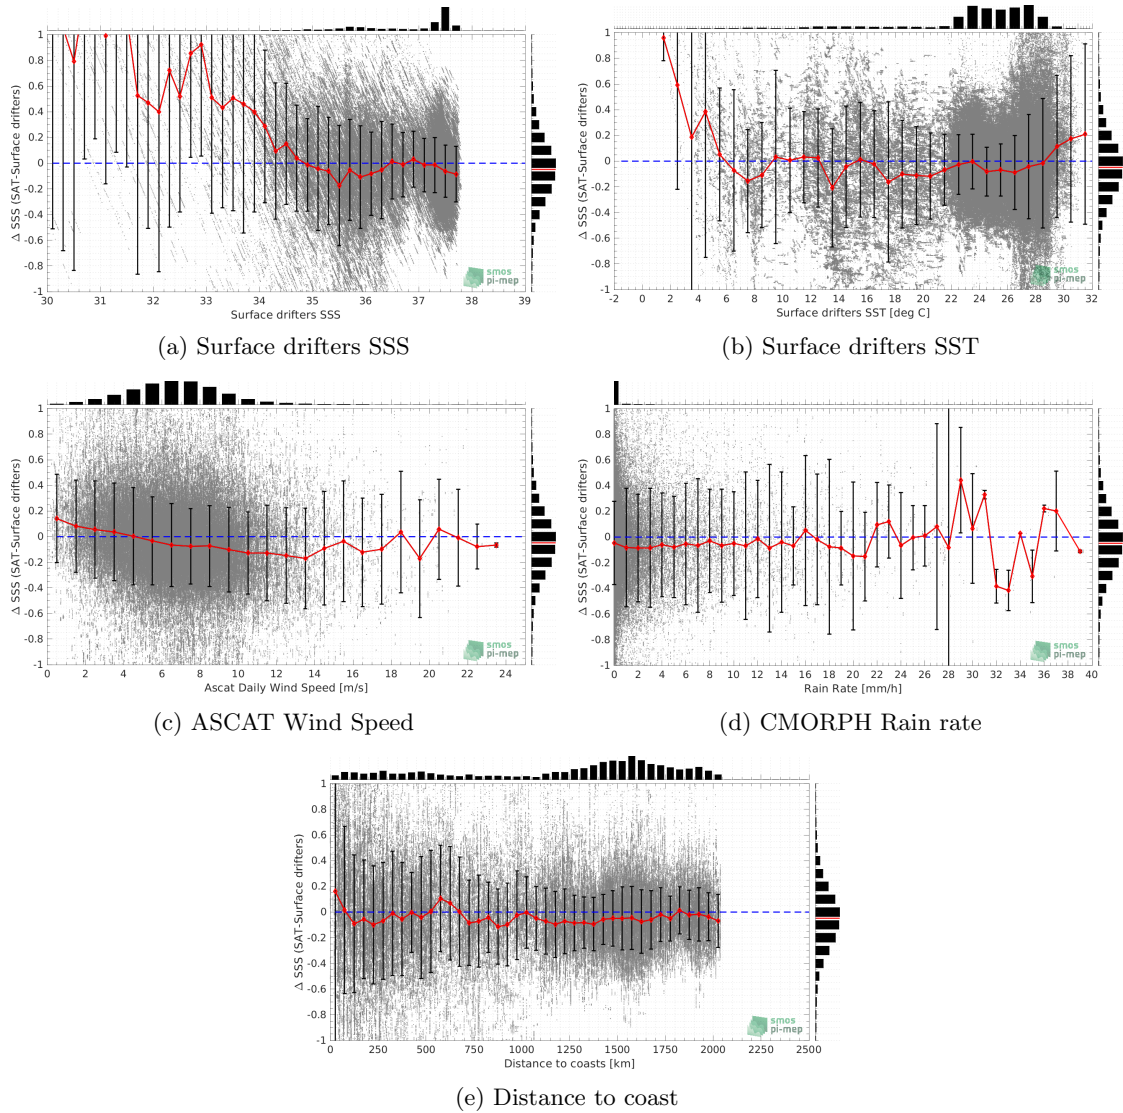 1
0.8
0.6
0.4
0.2
0
-0.2
-0.4
-0.6
-0.8
-1
Δ SSS (SAT-Surface drifters)
30 31 32 33 34 35 36 37 38 39
Surface drifters SSS
smos
pi-mep
(a) Surface drifters SSS
1
0.8
0.6
0.4
0.2
0
-0.2
-0.4
-0.6
-0.8
-1
Δ SSS (SAT-Surface drifters)
-2 0 2 4 6 8 10 12 14 16 18 20 22 24 26 28 30 32
Surface drifters SST [deg C]
smos
pi-mep
(b) Surface drifters SST
1
0.8
0.6
0.4
0.2
0
-0.2
-0.4
-0.6
-0.8
-1
Δ SSS (SAT-Surface drifters)
0 2 4 6 8 10 12 14 16 18 20 22 24
Ascat Daily Wind Speed [m/s]
smos
pi-mep
(c) ASCAT Wind Speed
1
0.8
0.6
0.4
0.2
0
-0.2
-0.4
-0.6
-0.8
-1
Δ SSS (SAT-Surface drifters)
0 2 4 6 8 10 12 14 16 18 20 22 24 26 28 30 32 34 36 38 40
Rain Rate [mm/h]
smos
pi-mep
(d) CMORPH Rain rate
1
0.8
0.6
0.4
0.2
0
-0.2
-0.4
-0.6
-0.8
-1
Δ SSS (SAT-Surface drifters)
0 250 500 750 1000 1250 1500 1750 2000 2250 2500
Distance to coasts [km]
smos
pi-mep
(e) Distance to coast